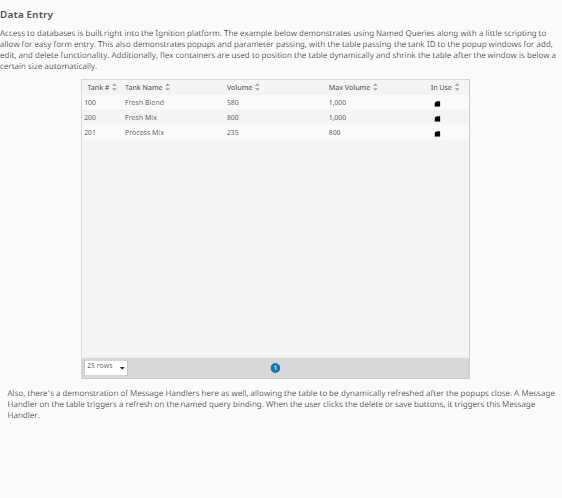 Data Entry
Access to databases is built right into the Ignition platform. The example below demonstrates using Named Queries along with a little scripting to
allow for easy form entry. This also demonstrates popups and parameter passing, with the table passing the tank ID to the popup windows for add,
edit, and delete functionality. Additionally, flex containers are used to position the table dynamically and shrink the table after the window is below a
certain size automatically.
Tank # Tank Name Volume Max Volume In Use
100 Fresh Blend 580 1,000
200 Fresh Mix 800 1,000
201 Process Mix 235 800
25 rows 1
Also, there's a demonstration of Message Handlers here as well, allowing the table to be dynamically refreshed after the popups close. A Message
Handler on the table triggers a refresh on the named query binding. When the user clicks the delete or save buttons, it triggers this Message
Handler.